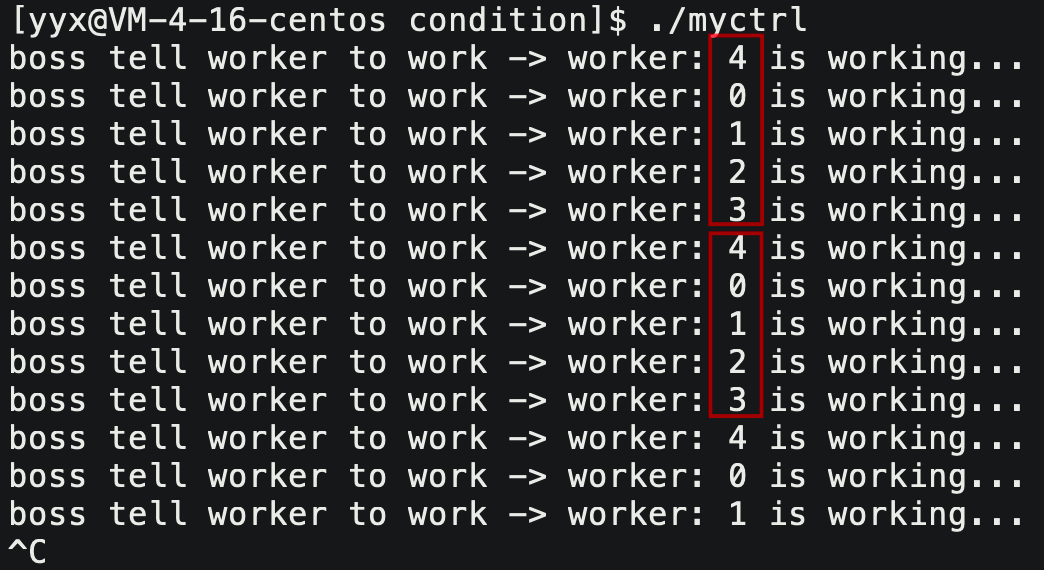 [yyx@VM-4-16-centos condition]$ ./myctrl
boss tell worker to work -> worker: 4 is working...
boss tell worker to work -> worker: 0 is working...
boss tell worker to work -> worker: 1 is working...
boss tell worker to work -> worker: 2 is working...
boss tell worker to work -> worker: 3 is working...
boss tell worker to work -> worker: 4 is working...
boss tell worker to work -> worker: 0 is working...
boss tell worker to work -> worker: 1 is working...
boss tell worker to work -> worker: 2 is working...
boss tell worker to work -> worker: 3 is working...
boss tell worker to work -> worker: 4 is working...
boss tell worker to work -> worker: 0 is working...
boss tell worker to work -> worker: 1 is working...
^C